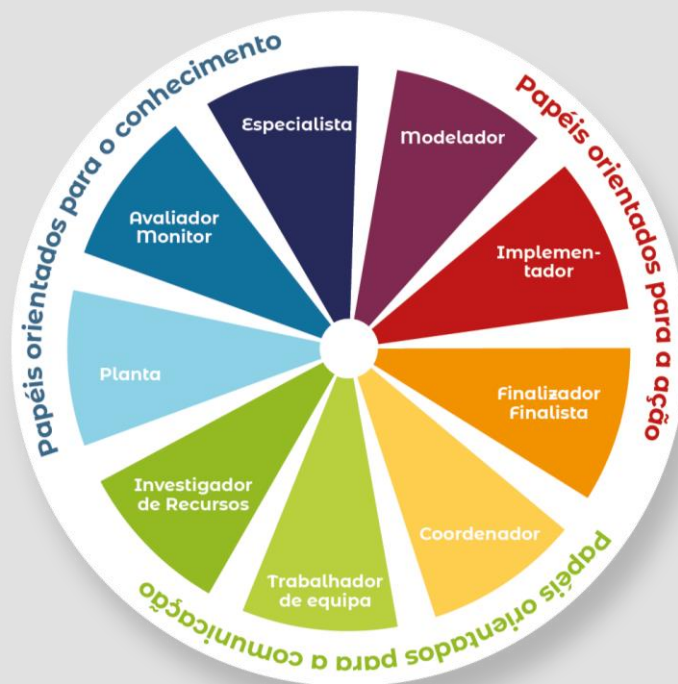 Papéis orientados para o conhecimento
Papéis orientados para a ação
Especialista
Modelador
Avaliador
Monitor
Implemen-
tador
Planta
Finalizador
Finalista
Investigador
de Recursos
Coordenador
Trabalhador
de equipa
Papéis orientados para a comunicação